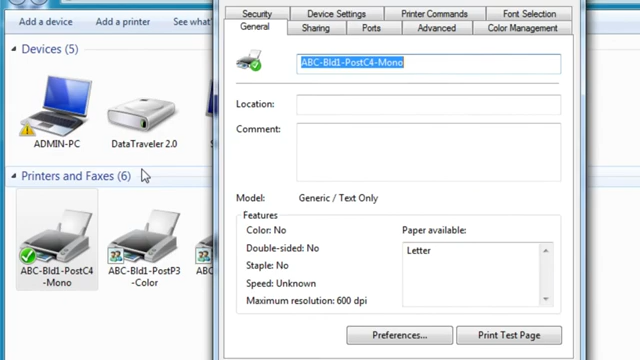 Add a device
Add a printer
See what'
Devices (5)
ADMIN-PC
DataTraveler 2.0
Printers and Faxes (6)
ABC-Bld1-PostC4
-Mono
ABC-Bld1-PostP3
-Color
Security
Device Settings
Printer Commands
Font Selection
General
Sharing
Ports
Advanced
Color Management
ABC-Bld1-PostC4-Mono
Location:
Comment:
Model:
Generic / Text Only
Features
Color: No
Double-sided: No
Staple: No
Speed: Unknown
Maximum resolution: 600 dpi
Paper available:
Letter
Preferences...
Print Test Page